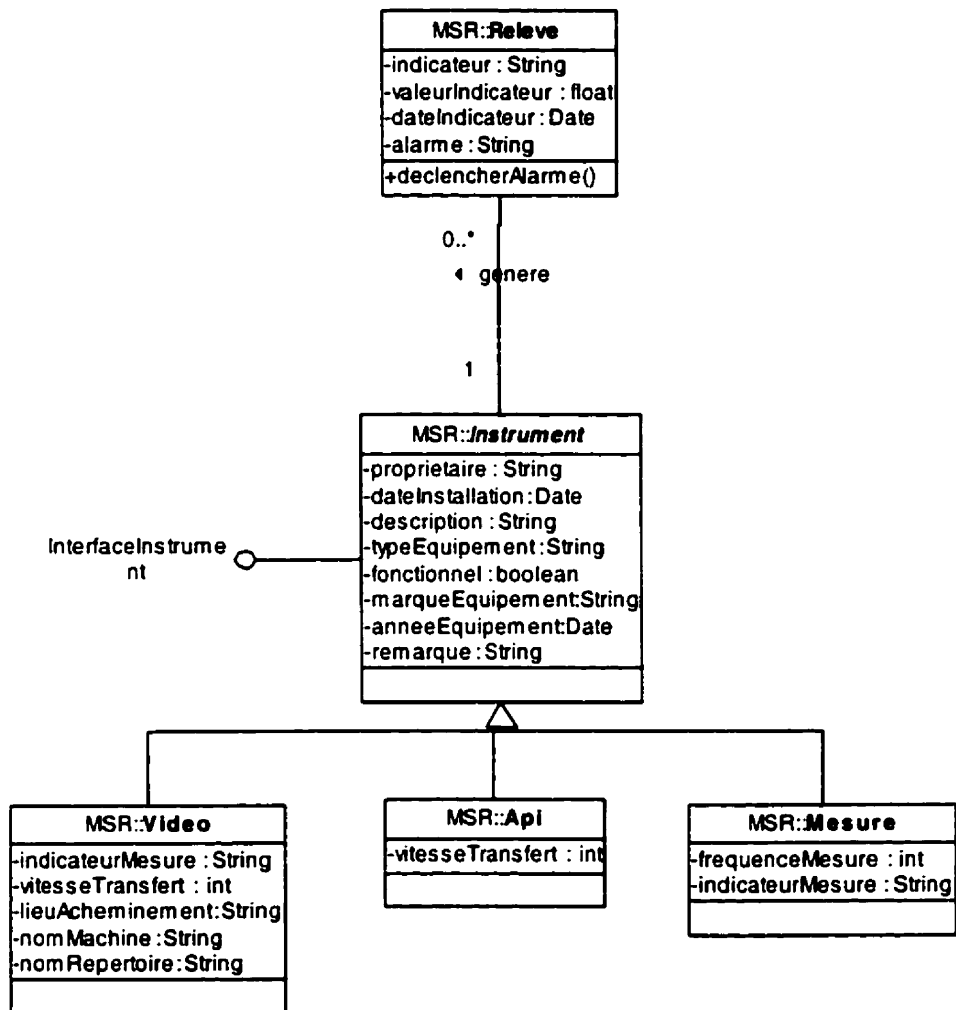 MSR::Releve
-indicateur : String
-valeurIndicateur : float
-dateIndicateur : Date
-alarme : String
+declencherAlarme()
0..*
genere
1
MSR::Instrument
-proprietaire : String
-dateInstallation : Date
-description : String
-typeEquipement : String
-fonctionnel : boolean
-marqueEquipement:String
-anneeEquipement:Date
-remarque : String
InterfaceInstrume
nt
MSR::Video
-indicateurMesure : String
-vitesseTransfert : int
-lieuAcheminement:String
-nomMachine : String
-nomRepertoire : String
MSR::Api
-vitesseTransfert : int
MSR::Mesure
-frequenceMesure : int
-indicateurMesure : String